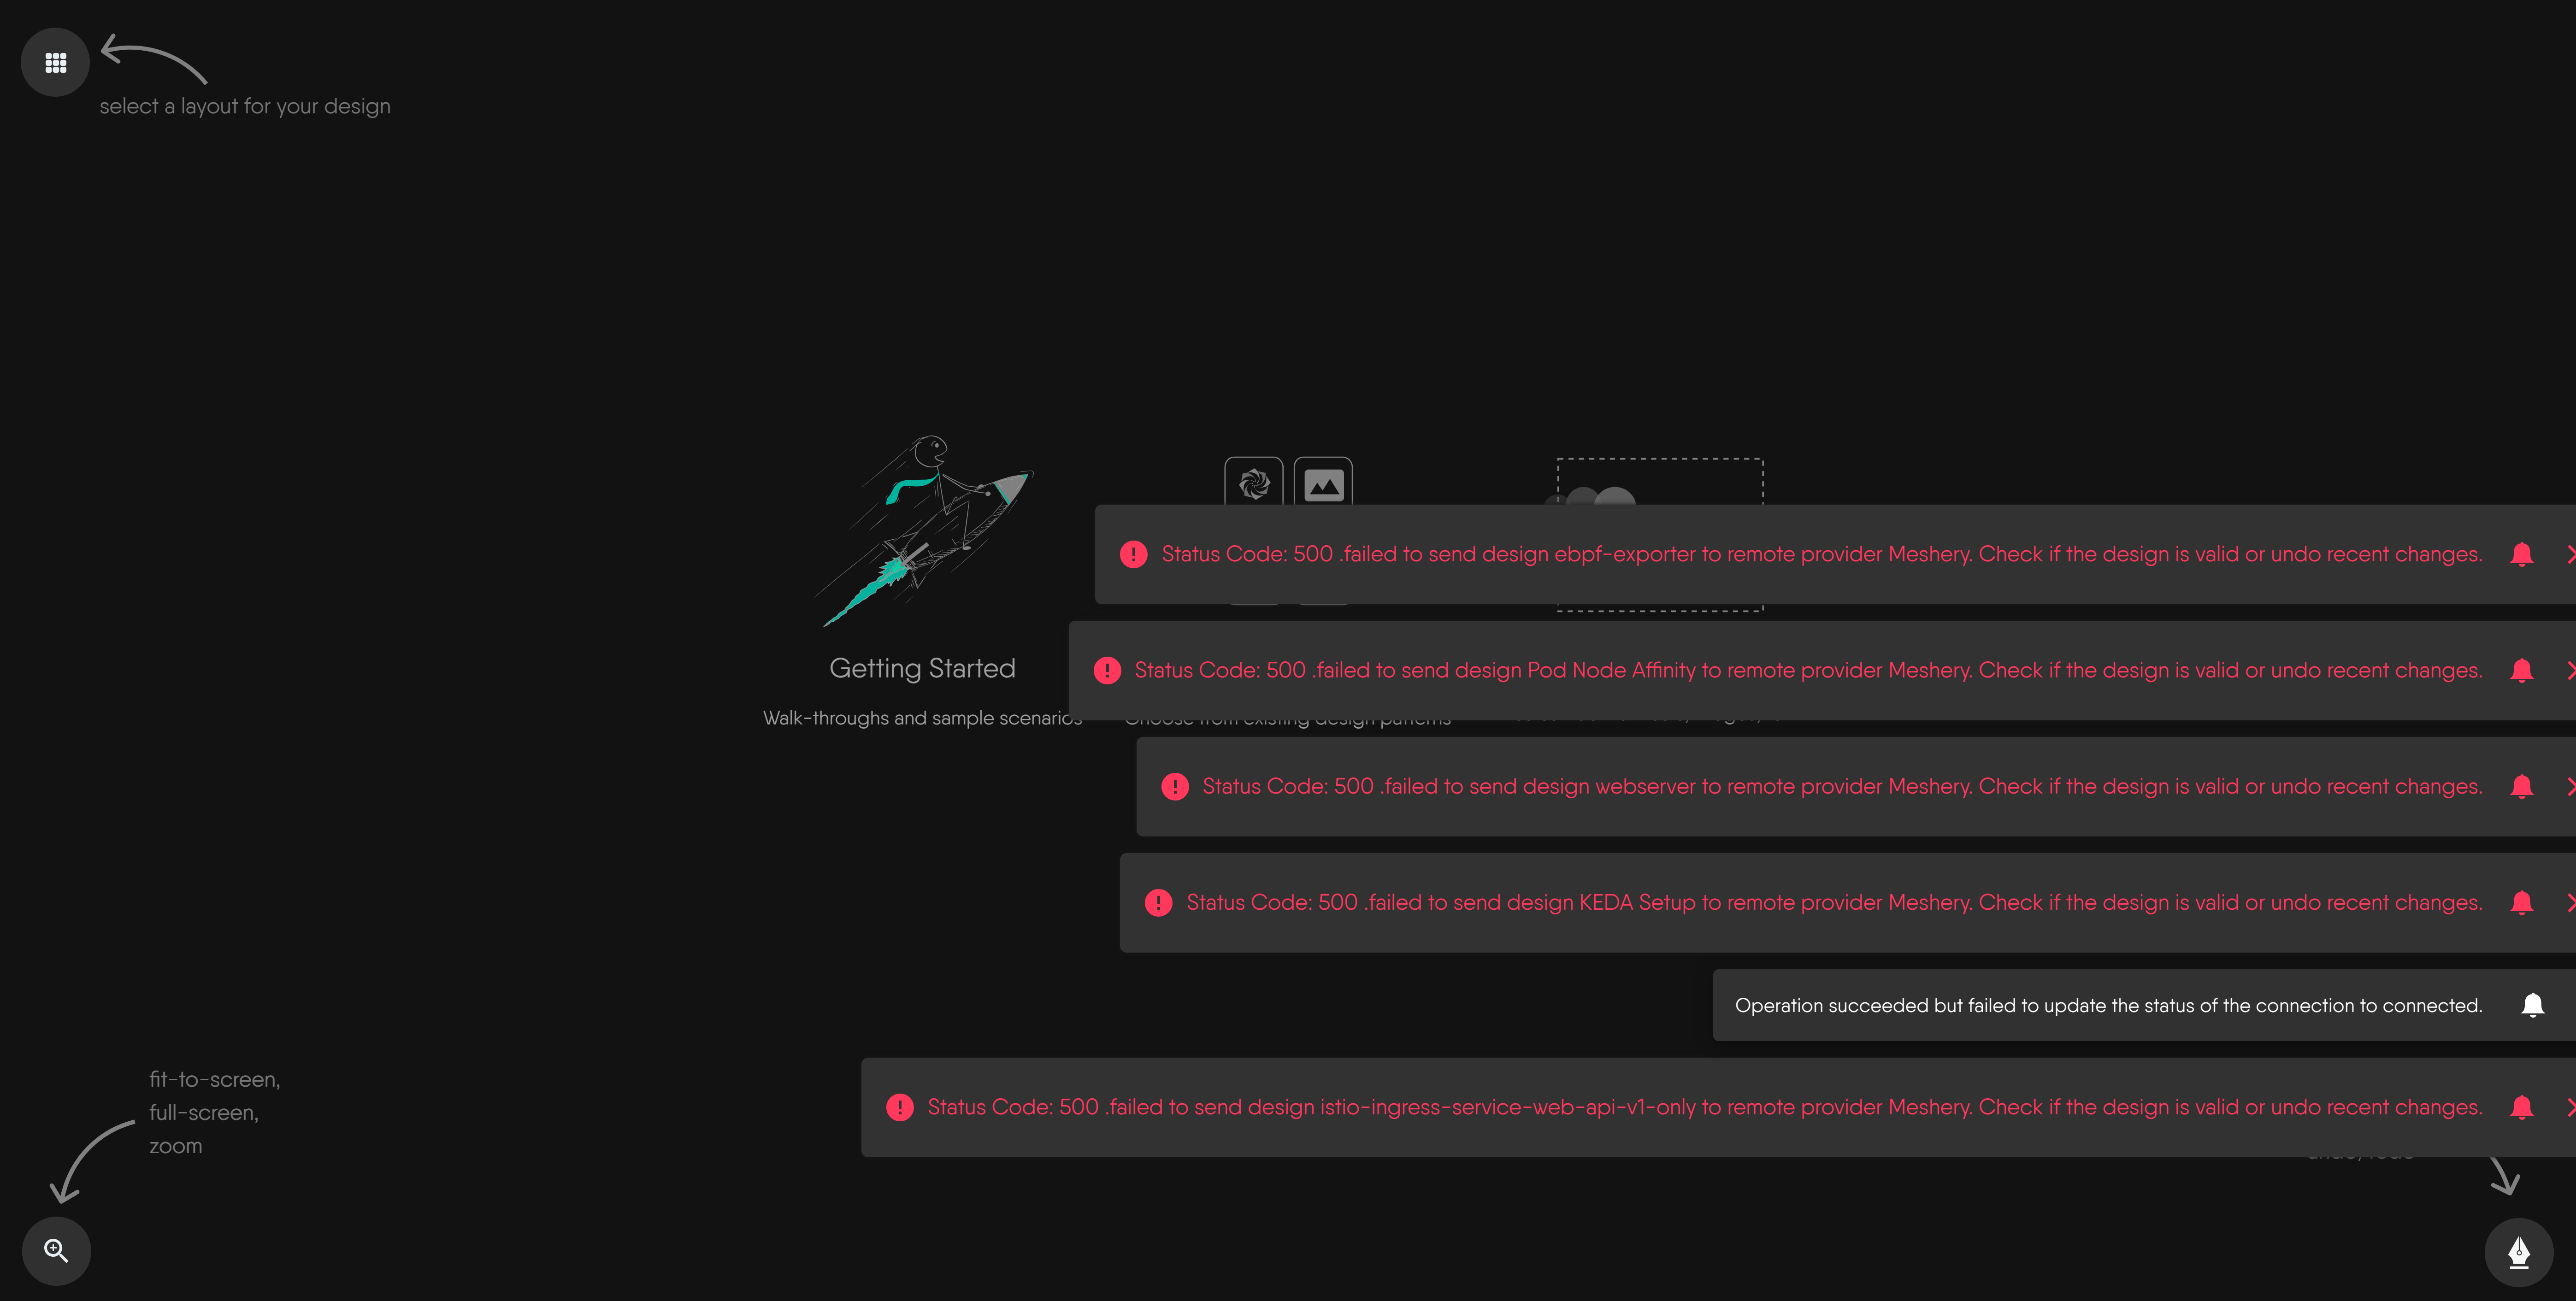 select a layout for your design
Status Code: 500 .failed to send design ebpf-exporter to remote provider Meshery. Check if the design is valid or undo recent changes.
Getting Started
Status Code: 500 .failed to send design Pod Node Affinity to remote provider Meshery. Check if the design is valid or undo recent changes.
Walk-throughs and sample scenarios
Choose from existing design patterns
Status Code: 500 .failed to send design webserver to remote provider Meshery. Check if the design is valid or undo recent changes.
Status Code: 500 .failed to send design KEDA Setup to remote provider Meshery. Check if the design is valid or undo recent changes.
Operation succeeded but failed to update the status of the connection to connected.
fit-to-screen,
full-screen,
zoom
Status Code: 500 .failed to send design istio-ingress-service-web-api-v1-only to remote provider Meshery. Check if the design is valid or undo recent changes.